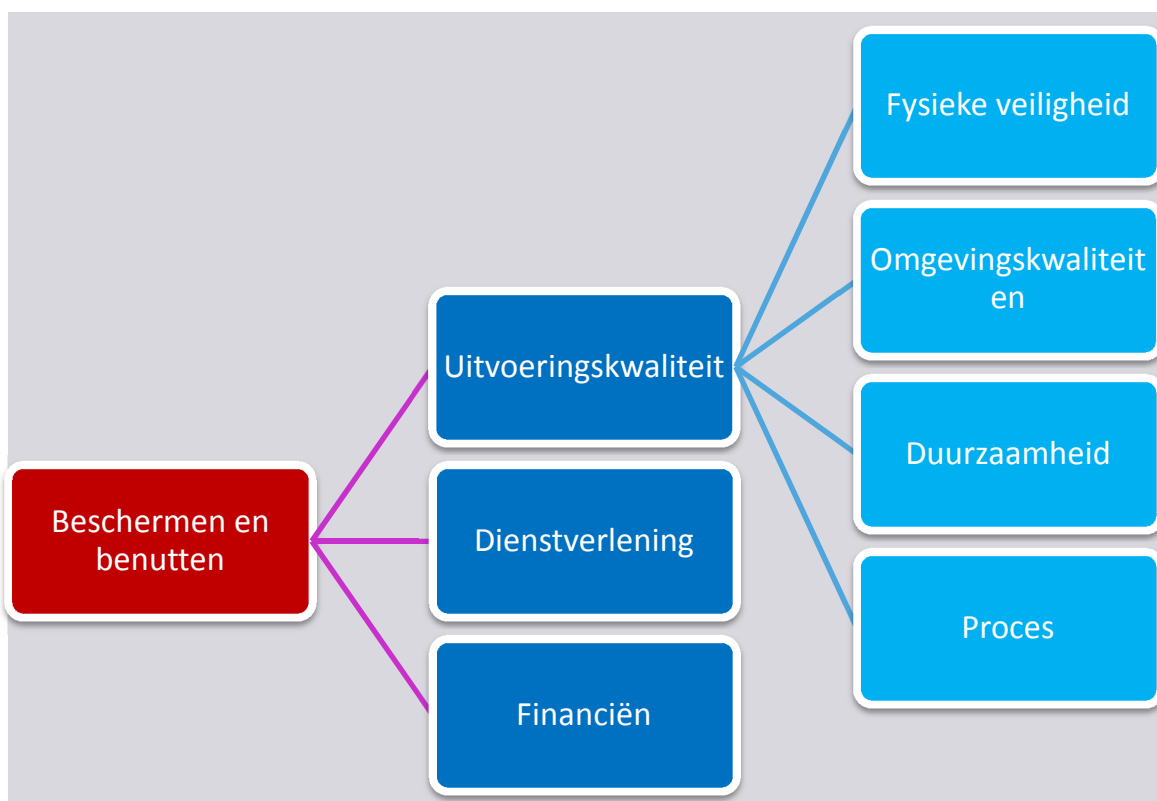 Beschermen en
benutten
Uitvoeringskwaliteit
Dienstverlening
Financiën
Fysieke veiligheid
Omgevingskwaliteit
en
Duurzaamheid
Proces